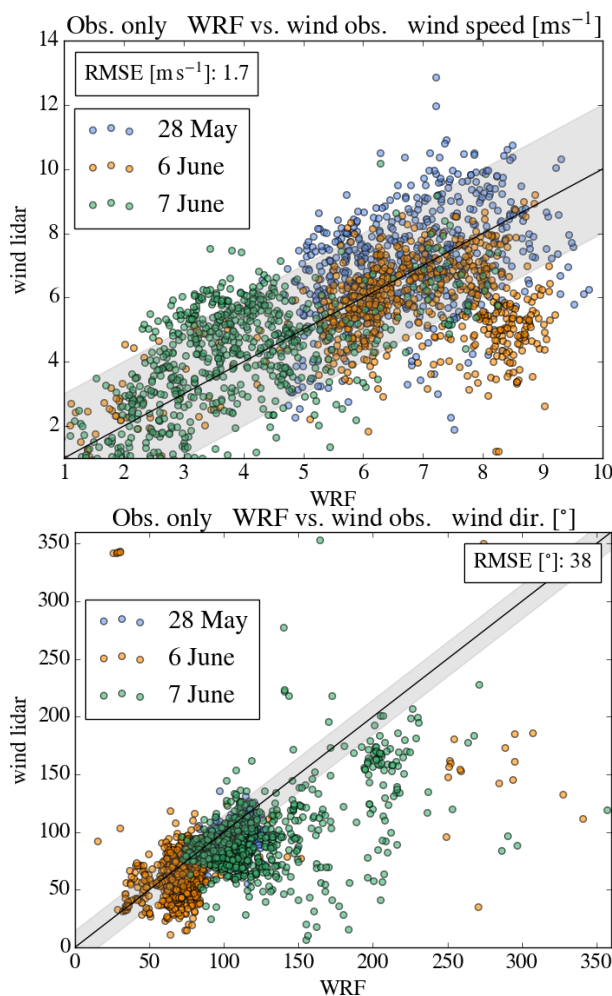 Obs. only WRF vs. wind obs. wind speed [ms⁻¹]
14
12
10
8
6
4
2
wind lidar
RMSE [m s⁻¹]: 1.7
28 May
6 June
7 June
1 2 3 4 5 6 7 8 9 10
WRF
Obs. only WRF vs. wind obs. wind dir. [°]
350
300
250
200
150
100
50
0
wind lidar
RMSE [°]: 38
28 May
6 June
7 June
0 50 100 150 200 250 300 350
WRF